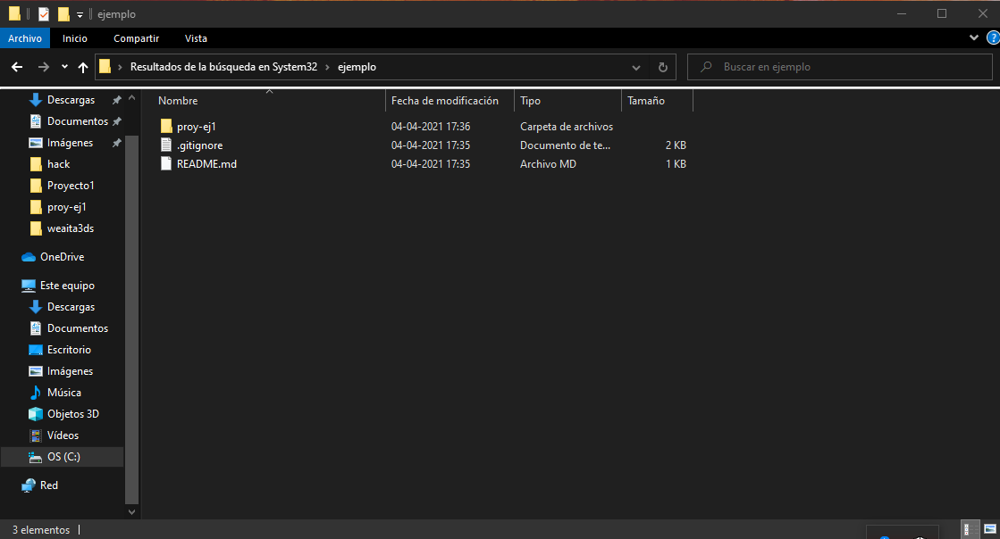 ejemplo
Archivo Inicio Compartir Vista ?
Resultados de la búsqueda en System32 › ejemplo Buscar en ejemplo
Nombre Fecha de modificación Tipo Tamaño
proy-ej1 04-04-2021 17:36 Carpeta de archivos
.gitignore 04-04-2021 17:35 Documento de te... 2 KB
README.md 04-04-2021 17:35 Archivo MD 1 KB
Descargas
Documentos
Imágenes
hack
Proyecto1
proy-ej1
weaita3ds
OneDrive
Este equipo
Descargas
Documentos
Escritorio
Imágenes
Música
Objetos 3D
Vídeos
OS (C:)
Red
3 elementos